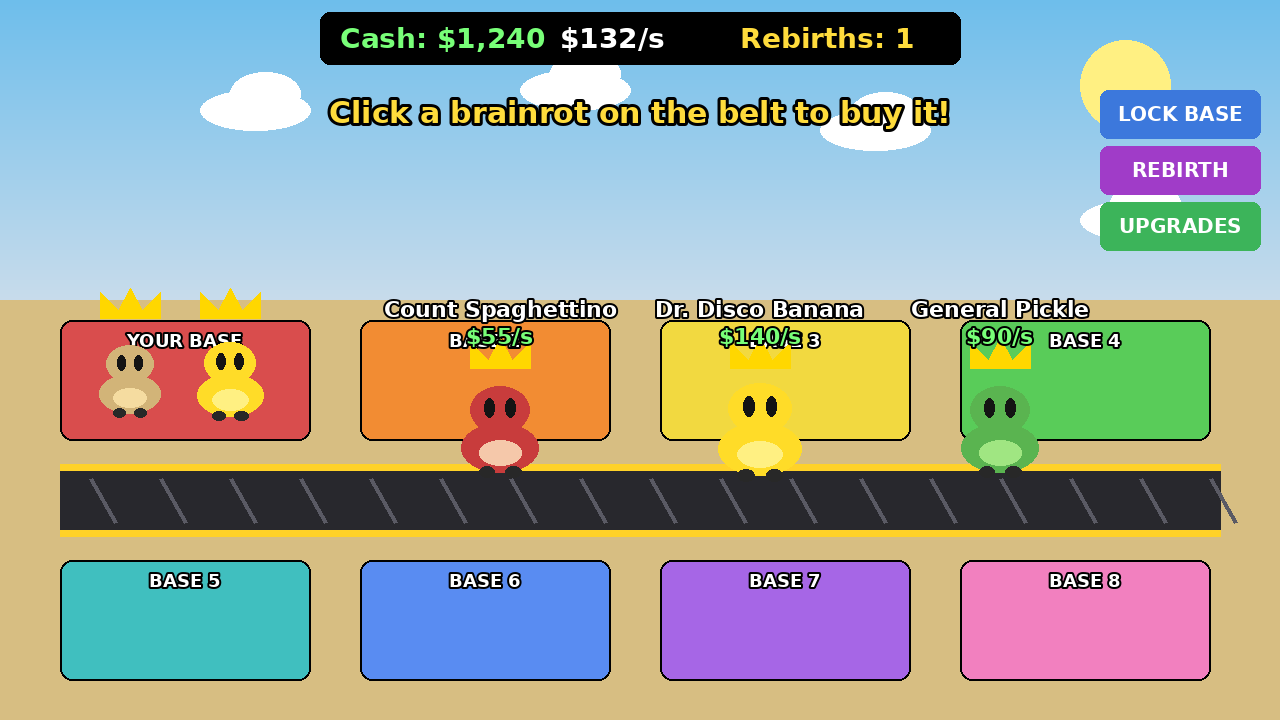 Cash: $1,240 $132/s Rebirths: 1
Click a brainrot on the belt to buy it!
LOCK BASE
REBIRTH
UPGRADES
Count Spaghettino
$55/s
Dr. Disco Banana
$140/s
General Pickle
$90/s
YOUR BASE
3
BASE 4
BASE 5
BASE 6
BASE 7
BASE 8